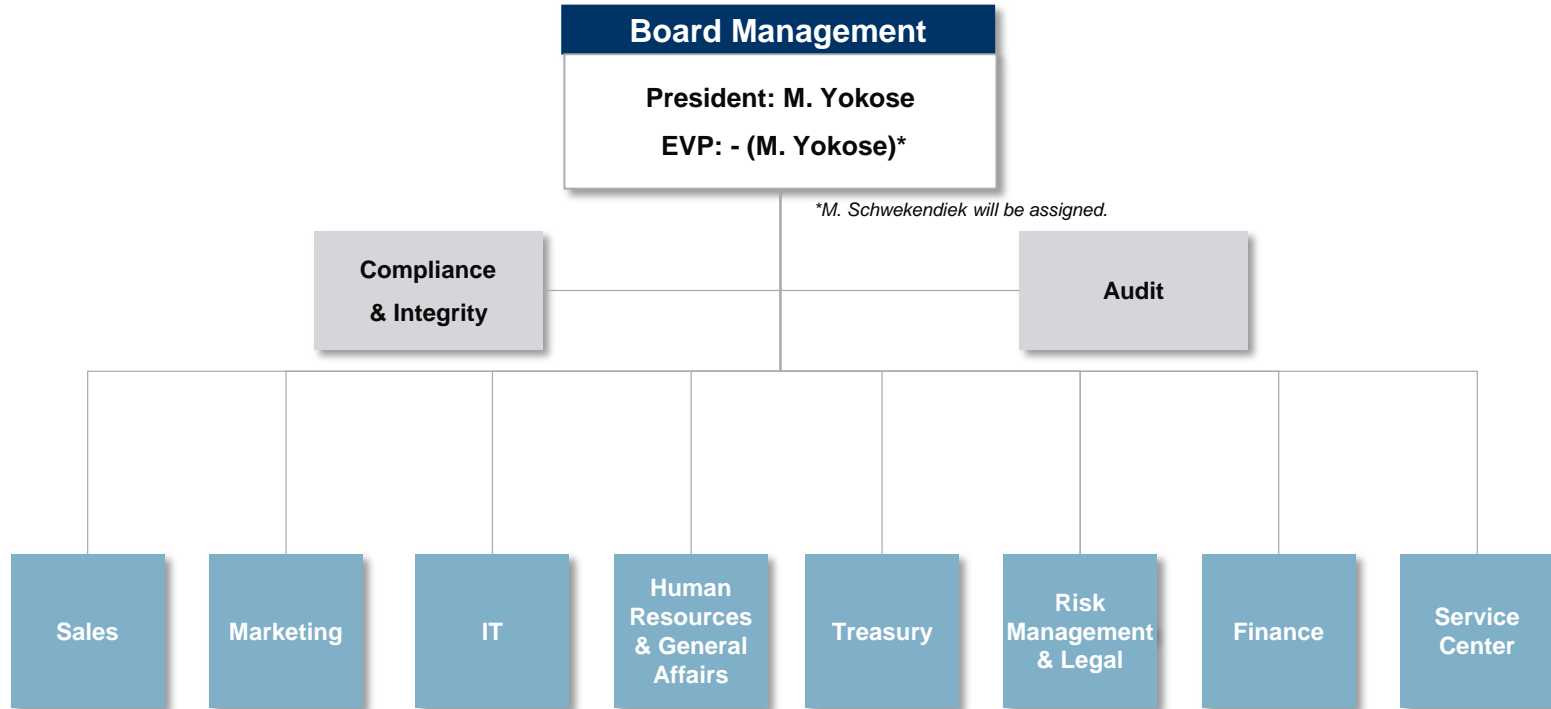 Board Management
President: M. Yokose
EVP: - (M. Yokose)*
*M. Schwekendiek will be assigned.
Compliance
& Integrity
Audit
Sales
Marketing
IT
Human
Resources
& General
Affairs
Treasury
Risk
Management
& Legal
Finance
Service
Center